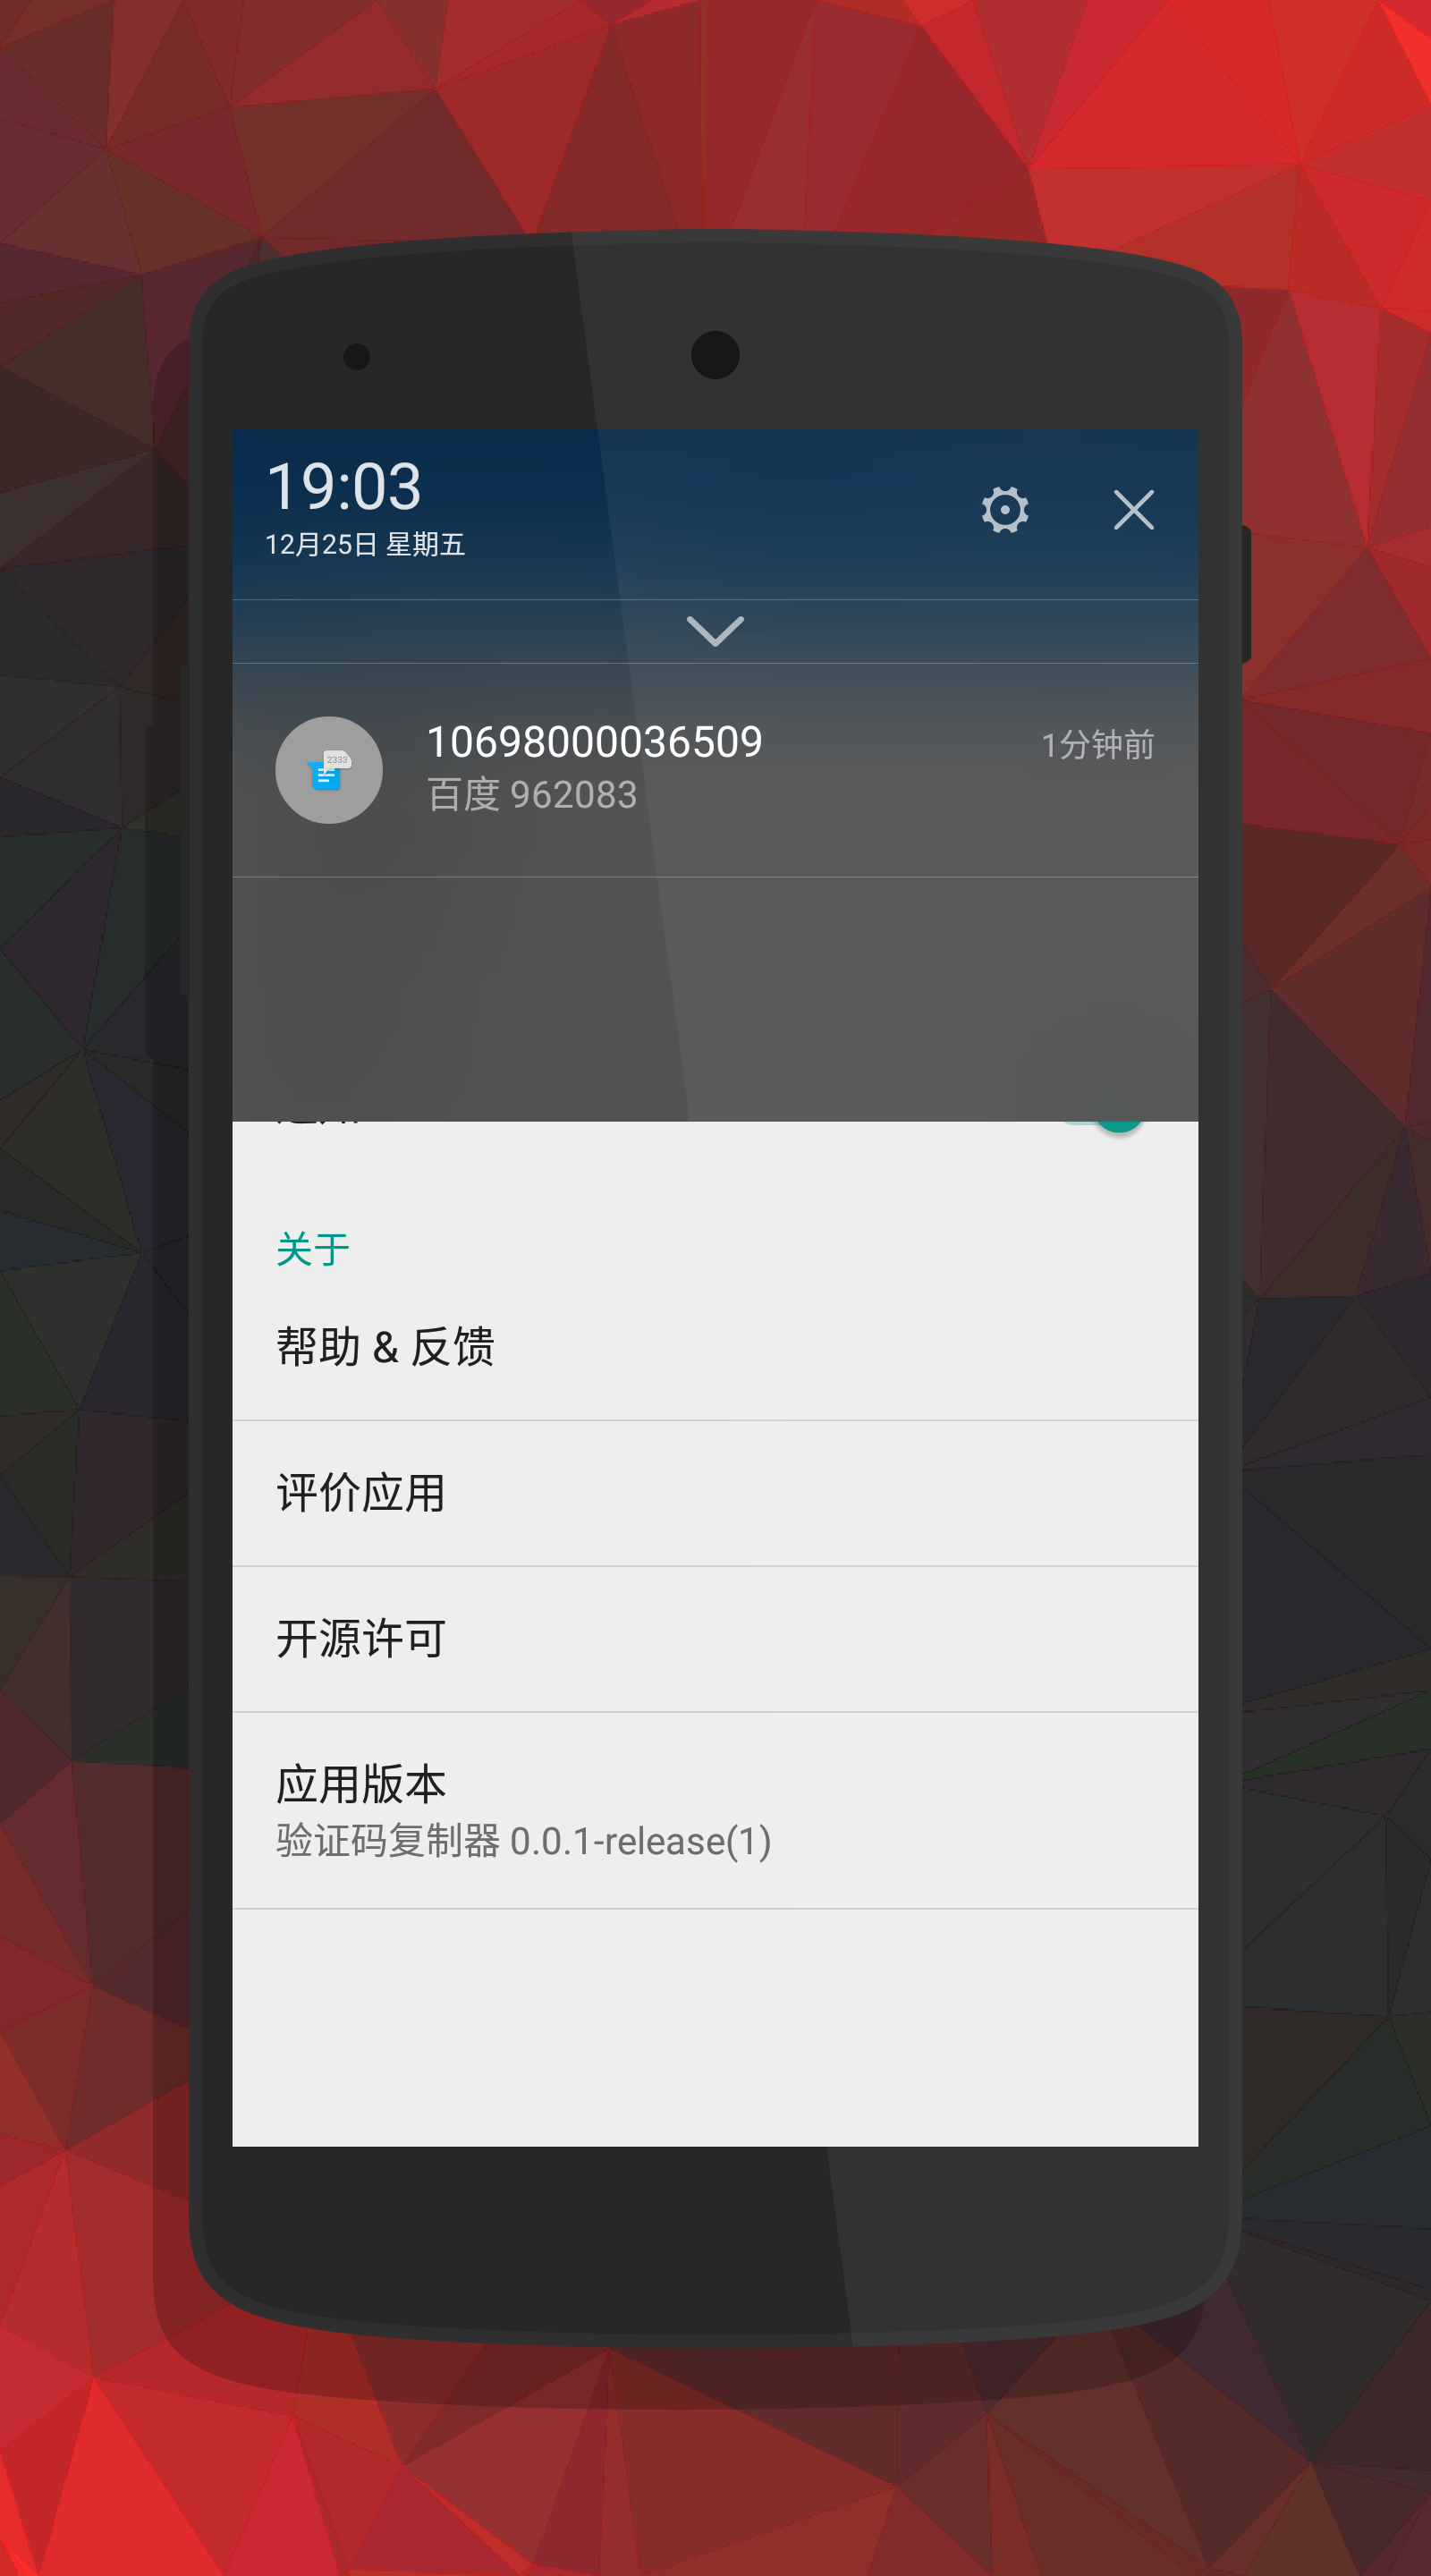 19:03
12月25日 星期五
2333
10698000036509
1分钟前
百度 962083
关于
帮助 & 反馈
评价应用
开源许可
应用版本
验证码复制器 0.0.1-release(1)